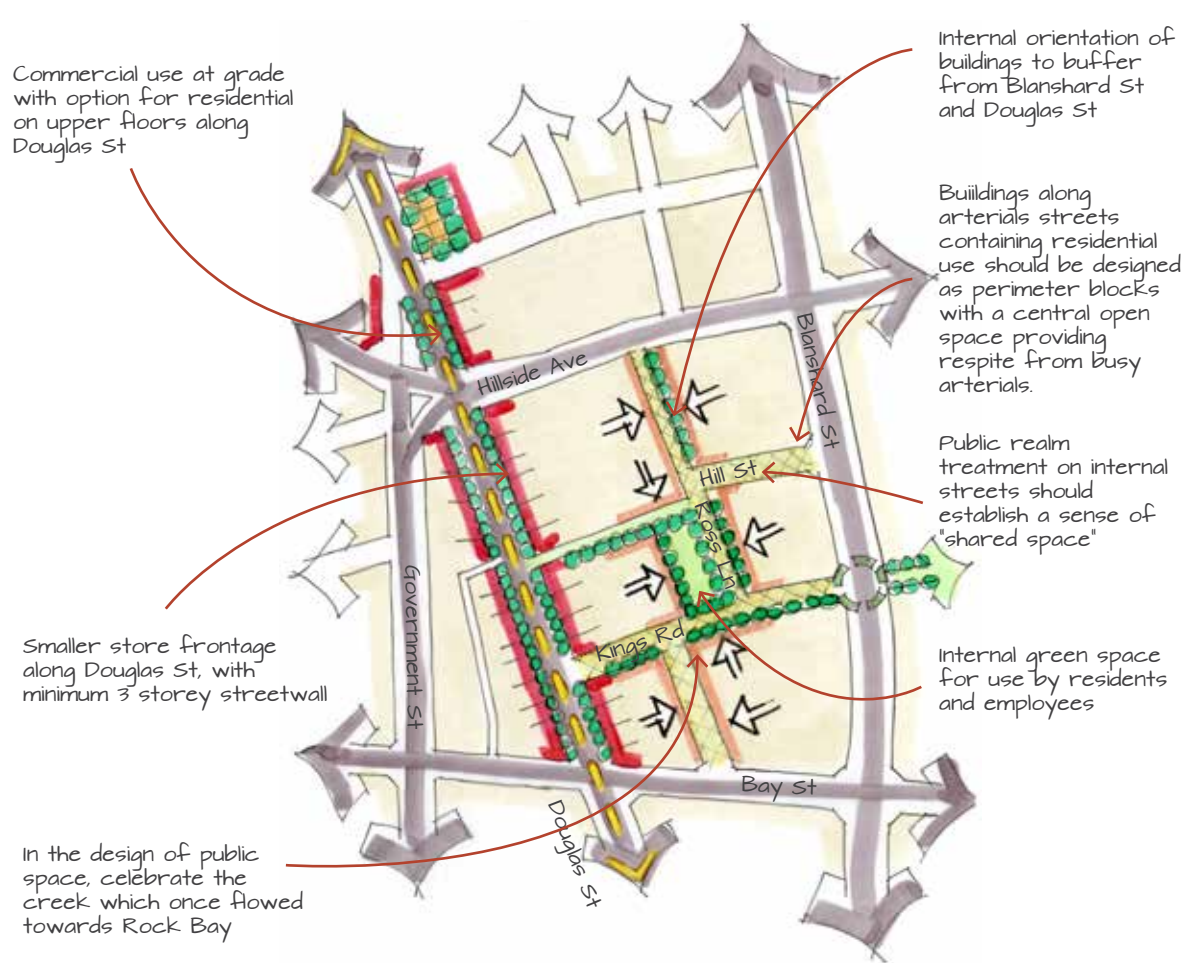 Commercial use at grade
with option for residential
on upper floors along
Douglas St
Internal orientation of
buildings to buffer
from Blanshard St
and Douglas St
Buiildings along
arterials streets
containing residential
use should be designed
as perimeter blocks
with a central open
space providing
respite from busy
arterials.
Public realm
treatment on internal
streets should
establish a sense of
"shared space"
Internal green space
for use by residents
and employees
Smaller store frontage
along Douglas St, with
minimum 3 storey streetwall
In the design of public
space, celebrate the
creek which once flowed
towards Rock Bay
Hillside Ave
Blanshard St
Hill St
Ross Ln
Kings Rd
Government St
Bay St
Douglas St